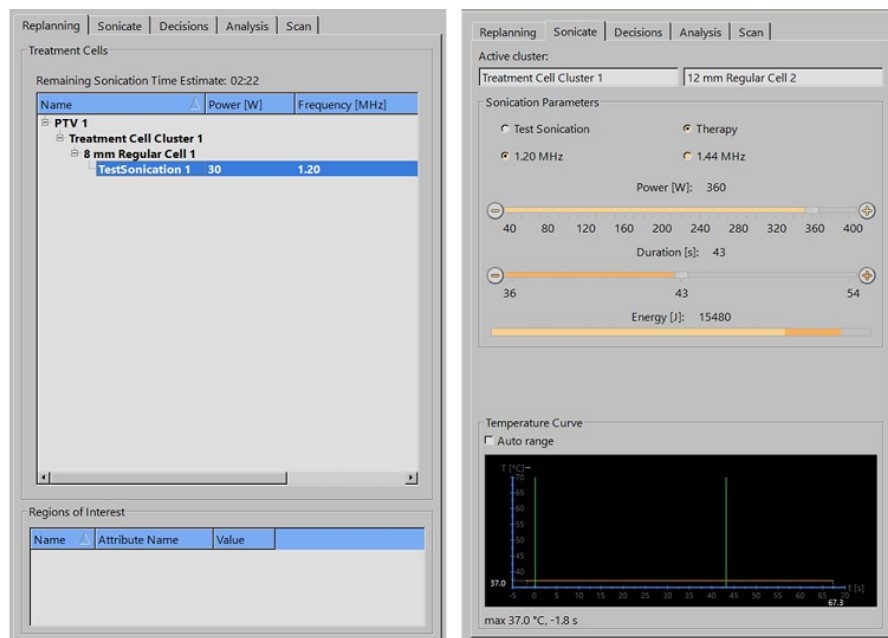 Replanning Sonicate Decisions Analysis Scan
Treatment Cells
Remaining Sonication Time Estimate: 02:22
Name Power [W] Frequency [MHz]
PTV 1
Treatment Cell Cluster 1
8 mm Regular Cell 1
TestSonication 1 30 1.20
Regions of Interest
Name Attribute Name Value
Replanning Sonicate Decisions Analysis Scan
Active cluster:
Treatment Cell Cluster 1 12 mm Regular Cell 2
Sonication Parameters
Test Sonication Therapy
1.20 MHz 1.44 MHz
Power [W]: 360
40 80 120 160 200 240 280 320 360 400
Duration [s]: 43
36 43 54
Energy [J]: 15480
Temperature Curve
Auto range
T [°C]
70
65
60
55
50
45
40
37.0
-5 0 5 10 15 20 25 30 35 40 45 50 55 60 65 70 t [s]
67.3
max 37.0 °C, -1.8 s